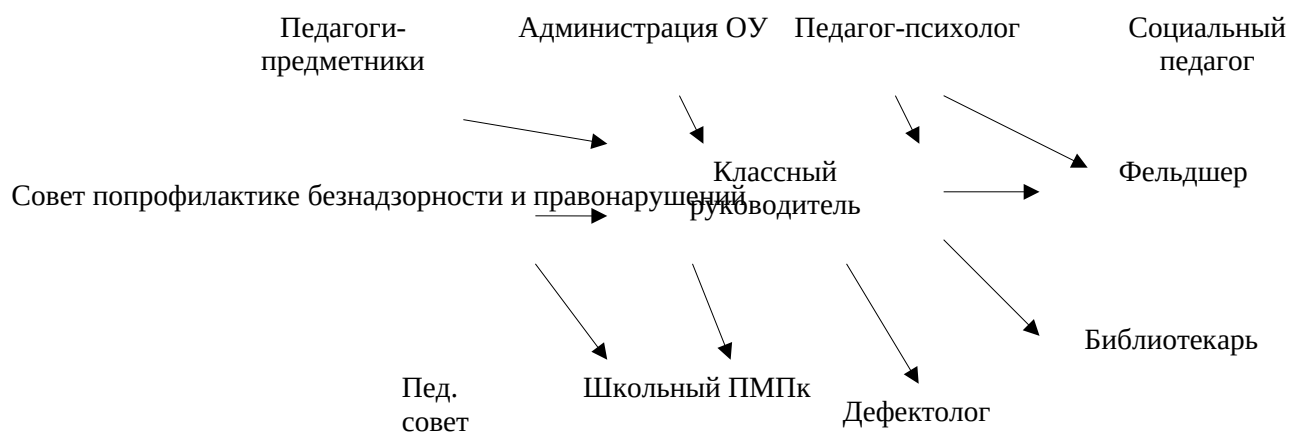 Педагоги-
предметники
Администрация ОУ
Педагог-психолог
Социальный
педагог
Классный
руководитель
Фельдшер
Совет попрофилактике безнадзорности и правонарушений
Библиотекарь
Пед.
совет
Школьный ПМПк
Дефектолог